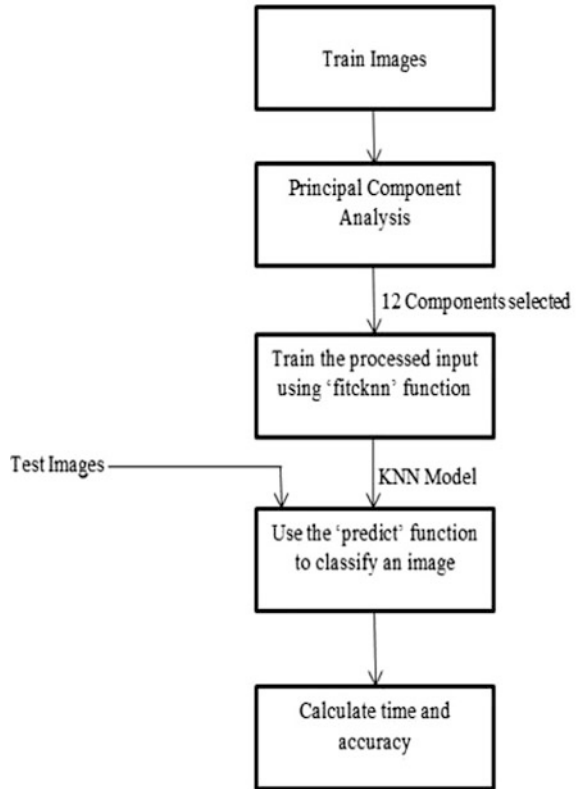 Train Images
Principal Component
Analysis
12 Components selected
Train the processed input
using ‘fitcknn’ function
Test Images
KNN Model
Use the ‘predict’ function
to classify an image
Calculate time and
accuracy